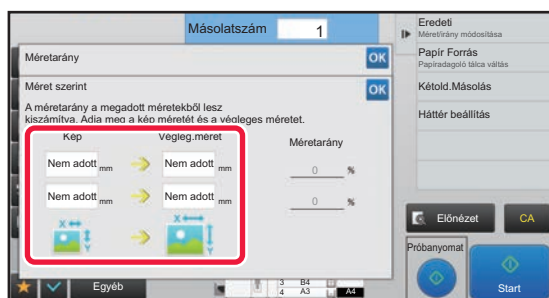 Másolatszám 1
Méretarány OK
Méret szerint OK
A méretarány a megadott méretekből lesz
kiszámítva. Adja meg a kép méretét és a végleges méretet.
Kép Végleg.méret Méretarány
Nem adott mm Nem adott mm 0 %
Nem adott mm Nem adott mm 0 %
X Y X Y
Egyéb
3 B4
4 A3 A4
Eredeti
Méret/irány módosítása
Papír Forrás
Papíradagoló tálca váltás
Kétold.Másolás
Háttér beállítás
Előnézet CA
Próbanyomat
Start